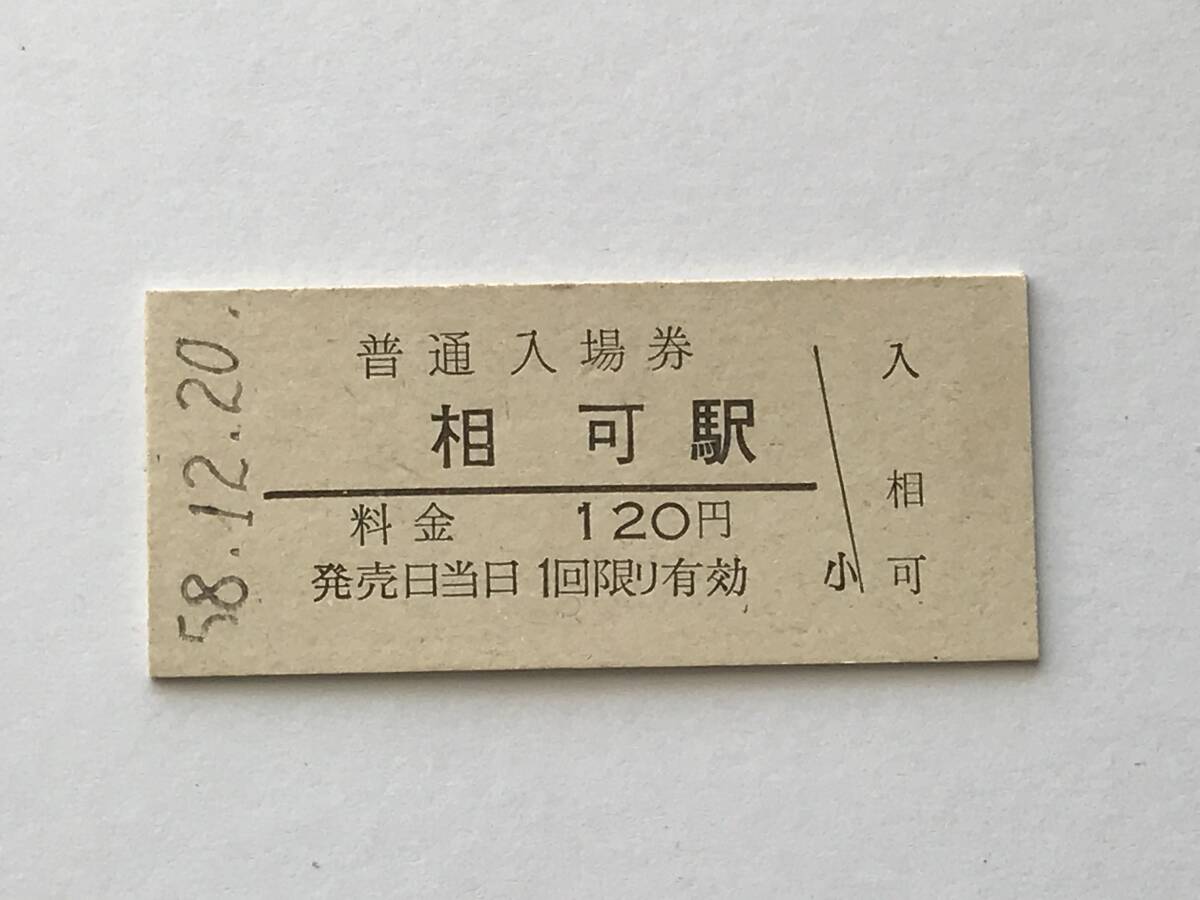 58.12.20.
普通入場券
相可駅
料金 120円
発売日当日1回限り有効
小
入
相
可